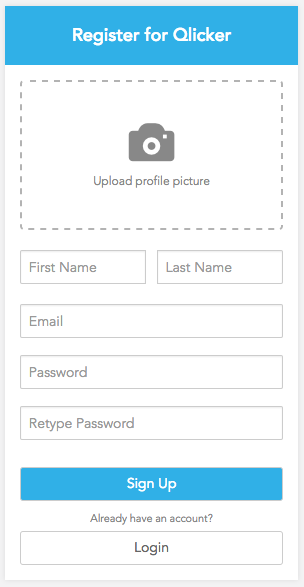 Register for Qlicker
Upload profile picture
First Name
Last Name
Email
Password
Retype Password
Sign Up
Already have an account?
Login